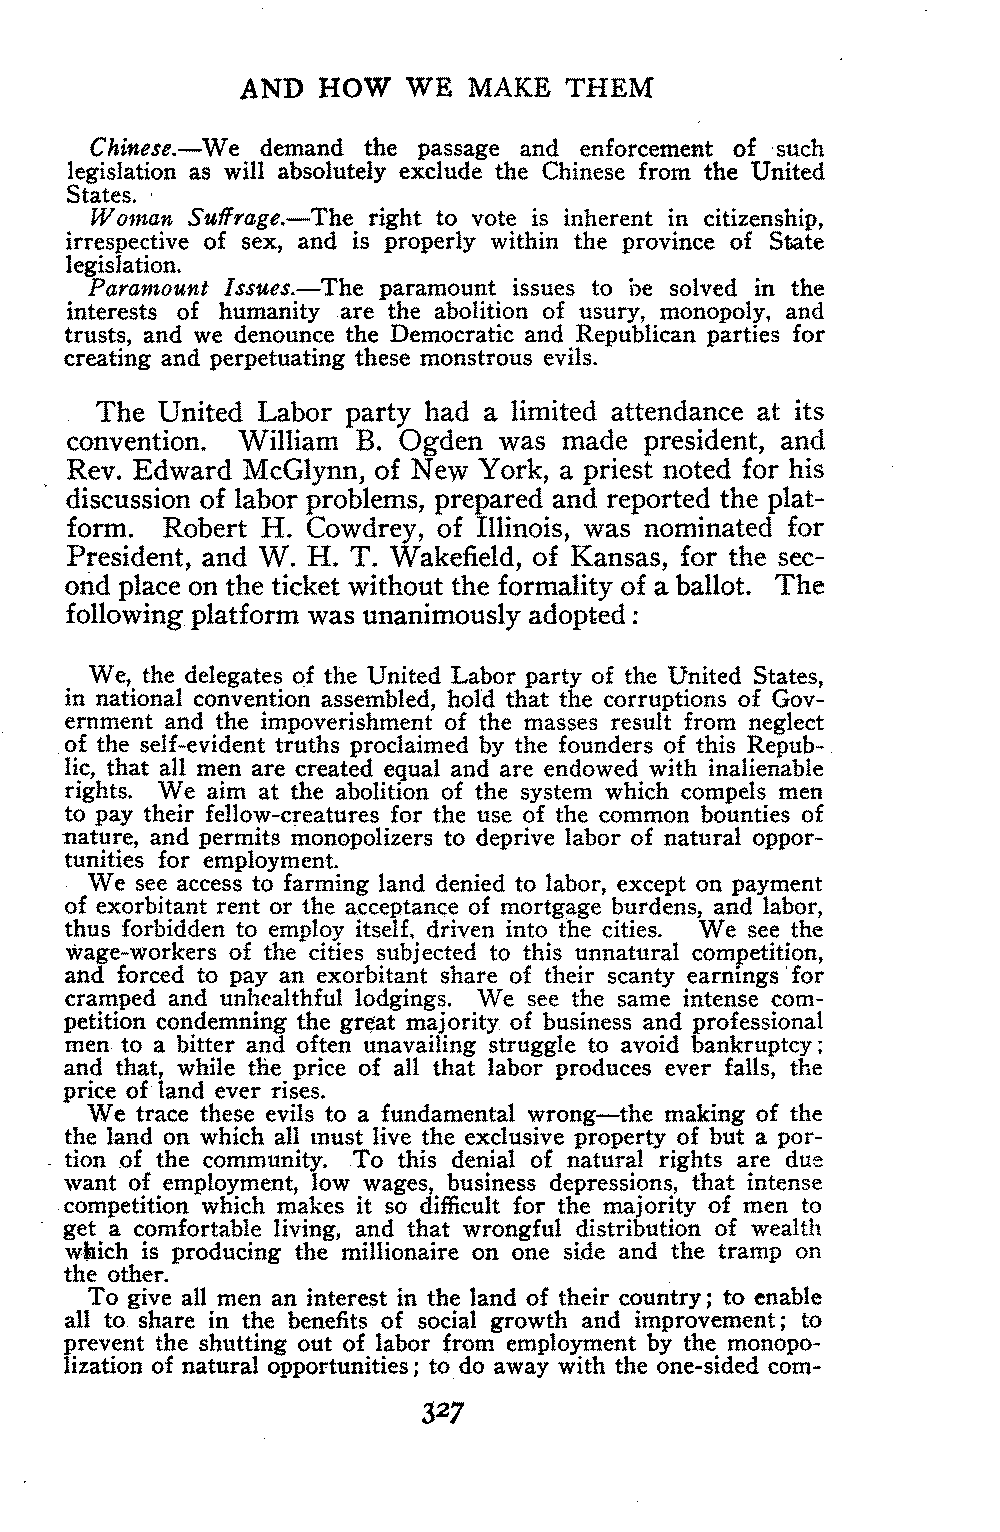 AND HOW WE MAKE THEM
Chinese.—We demand the passage and enforcement of such
legislation as will absolutely exclude the Chinese from the United
States.
Woman Suffrage.—The right to vote is inherent in citizenship,
irrespective of sex, and is properly within the province of State
legislation.
Paramount Issues.—The paramount issues to be solved in the
interests of humanity are the abolition of usury, monopoly, and
trusts, and we denounce the Democratic and Republican parties for
creating and perpetuating these monstrous evils.
The United Labor party had a limited attendance at its
convention. William B. Ogden was made president, and
Rev. Edward McGlynn, of New York, a priest noted for his
discussion of labor problems, prepared and reported the plat-
form. Robert H. Cowdrey, of Illinois, was nominated for
President, and W. H. T. Wakefield, of Kansas, for the sec-
ond place on the ticket without the formality of a ballot. The
following platform was unanimously adopted:
We, the delegates of the United Labor party of the United States,
in national convention assembled, hold that the corruptions of Gov-
ernment and the impoverishment of the masses result from neglect
of the self-evident truths proclaimed by the founders of this Repub-
lic, that all men are created equal and are endowed with inalienable
rights. We aim at the abolition of the system which compels men
to pay their fellow-creatures for the use of the common bounties of
nature, and permits monopolizers to deprive labor of natural oppor-
tunities for employment.
We see access to farming land denied to labor, except on payment
of exorbitant rent or the acceptance of mortgage burdens, and labor,
thus forbidden to employ itself, driven into the cities. We see the
wage-workers of the cities subjected to this unnatural competition,
and forced to pay an exorbitant share of their scanty earnings for
cramped and unhealthful lodgings. We see the same intense com-
petition condemning the great majority of business and professional
men to a bitter and often unavailing struggle to avoid bankruptcy;
and that, while the price of all that labor produces ever falls, the
price of land ever rises.
We trace these evils to a fundamental wrong—the making of the
the land on which all must live the exclusive property of but a por-
tion of the community. To this denial of natural rights are due
want of employment, low wages, business depressions, that intense
competition which makes it so difficult for the majority of men to
get a comfortable living, and that wrongful distribution of wealth
which is producing the millionaire on one side and the tramp on
the other.
To give all men an interest in the land of their country; to enable
all to share in the benefits of social growth and improvement; to
prevent the shutting out of labor from employment by the monopo-
lization of natural opportunities; to do away with the one-sided com-
327